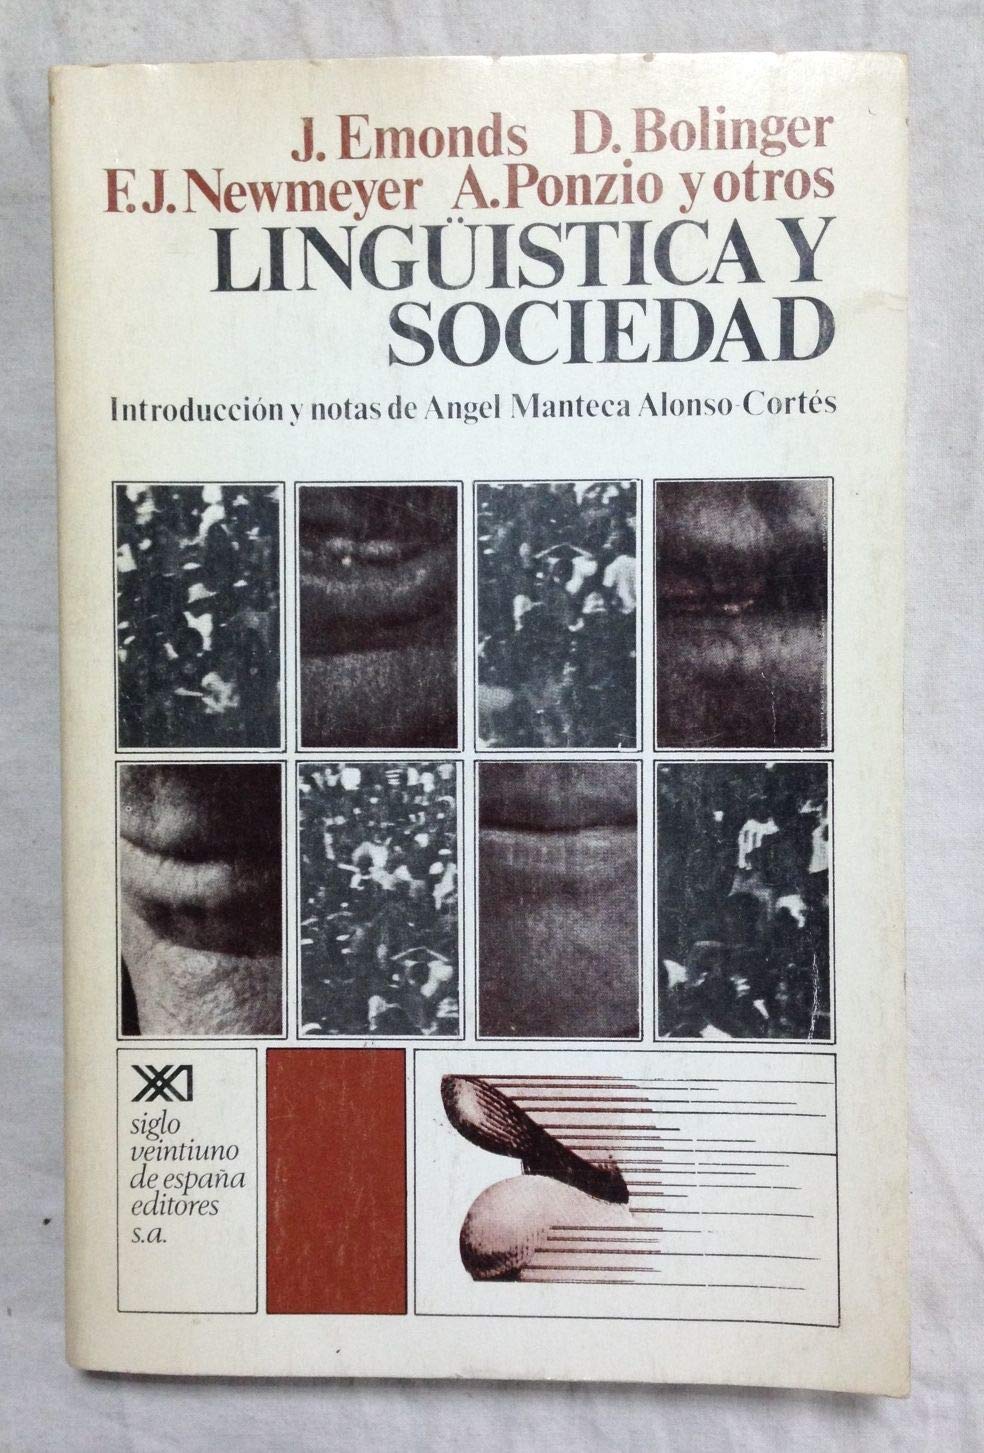 J. Emonds D. Bolinger
F. J. Newmeyer A. Ponzio y otros
LINGÜISTICA Y
SOCIEDAD
Introducción y notas de Angel Manteca Alonso-Cortés
XXI
siglo
veintiuno
de españa
editores
s.a.